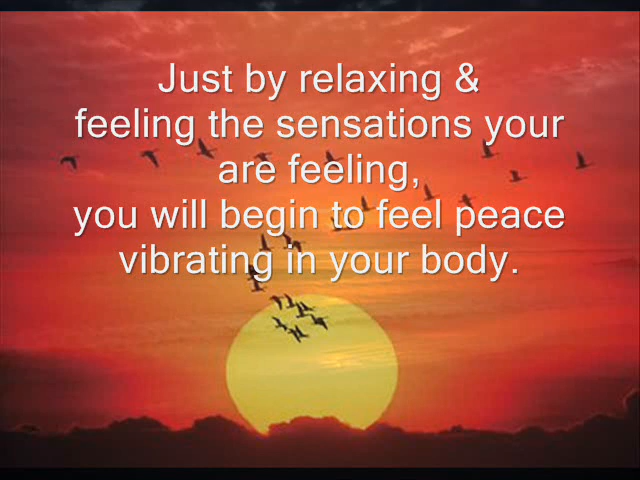 Just by relaxing &
feeling the sensations your
are feeling,
you will begin to feel peace
vibrating in your body.